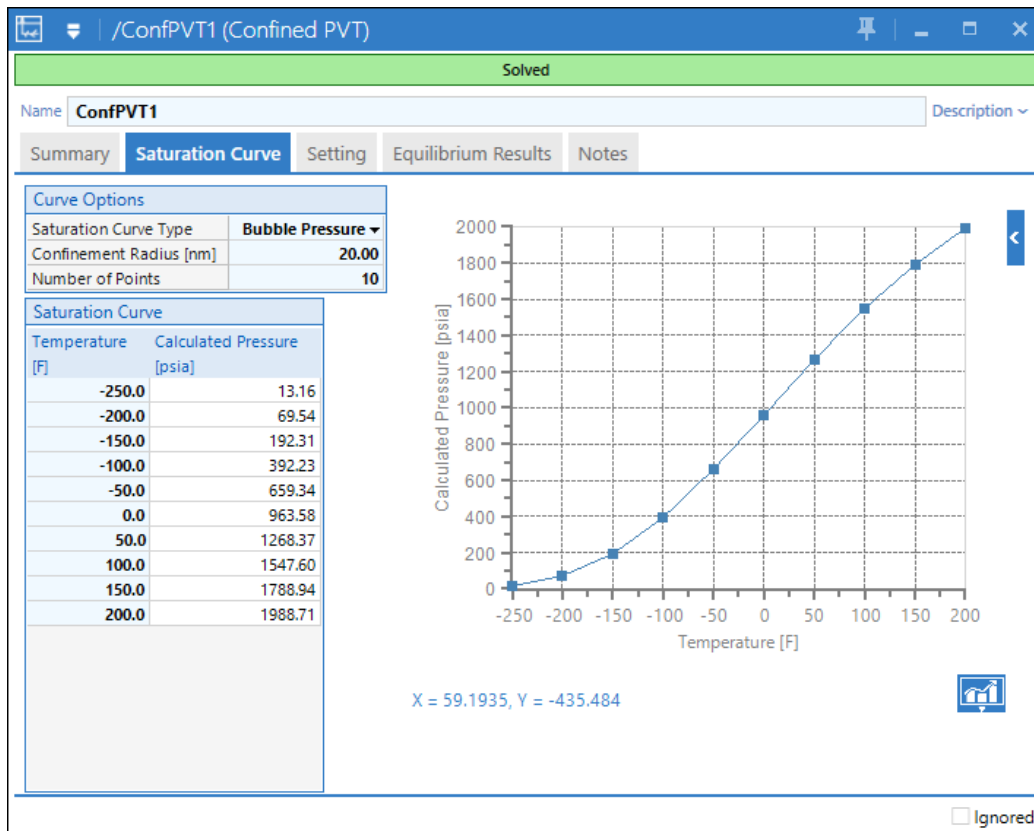 /ConfPVT1 (Confined PVT)
Solved
Name ConfPVT1 Description
Summary Saturation Curve Setting Equilibrium Results Notes
Curve Options
Saturation Curve Type Bubble Pressure
Confinement Radius [nm] 20.00
Number of Points 10
Saturation Curve
Temperature Calculated Pressure
[F] [psia]
-250.0 13.16
-200.0 69.54
-150.0 192.31
-100.0 392.23
-50.0 659.34
0.0 963.58
50.0 1268.37
100.0 1547.60
150.0 1788.94
200.0 1988.71
Calculated Pressure [psia]
2000
1800
1600
1400
1200
1000
800
600
400
200
0
-250 -200 -150 -100 -50 0 50 100 150 200
Temperature [F]
X = 59.1935, Y = -435.484
Ignored